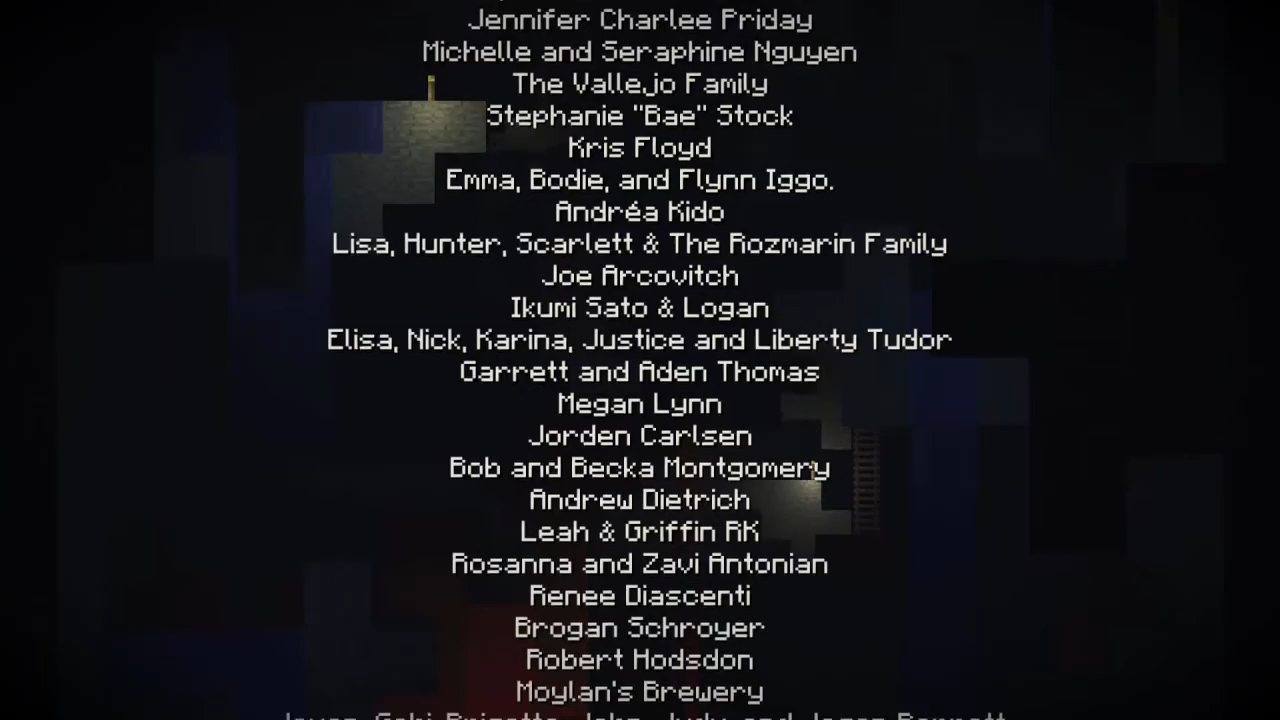 Jennifer Charlee Friday
Michelle and Seraphine Nguyen
The Vallejo Family
Stephanie "Bae" Stock
Kris Floyd
Emma, Bodie, and Flynn Iggo.
Andréa Kido
Lisa, Hunter, Scarlett & The Rozmarin Family
Joe Arcovitch
Ikumi Sato & Logan
Elisa, Nick, Karina, Justice and Liberty Tudor
Garrett and Aden Thomas
Megan Lynn
Jorden Carlsen
Bob and Becka Montgomery
Andrew Dietrich
Leah & Griffin RK
Rosanna and Zavi Antonian
Renee Diascenti
Brogan Schroyer
Robert Hodsdon
Moylan's Brewery
John, Judy, and